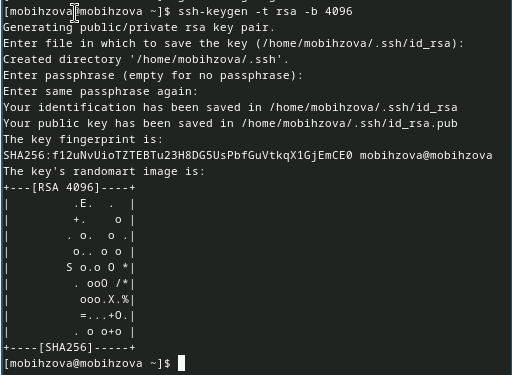 [mobihzova@mobihzova ~]$ ssh-keygen -t rsa -b 4096
Generating public/private rsa key pair.
Enter file in which to save the key (/home/mobihzova/.ssh/id_rsa):
Created directory '/home/mobihzova/.ssh'.
Enter passphrase (empty for no passphrase):
Enter same passphrase again:
Your identification has been saved in /home/mobihzova/.ssh/id_rsa
Your public key has been saved in /home/mobihzova/.ssh/id_rsa.pub
The key fingerprint is:
SHA256:f12uNvUioTZTEBTu23H8DG5UsPbfGuVtkqX1GjEmCE0 mobihzova@mobihzova
The key's randomart image is:
+---[RSA 4096]----+
|         .E.  .  |
|         +.    o |
|        . o.  o .|
|         o.. o o |
|        S o.o O *|
|         . ooO /*|
|          ooo.X.%|
|          =...+O.|
|         . o o+o |
+----[SHA256]-----+
[mobihzova@mobihzova ~]$